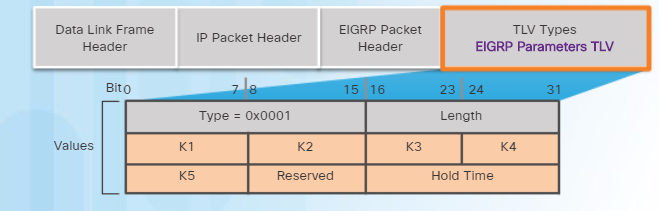 Data Link Frame Header
IP Packet Header
EIGRP Packet Header
TLV Types
EIGRP Parameters TLV
Bit 0 7 8 15 16 23 24 31
Type = 0x0001 Length
Values
K1 K2 K3 K4
K5 Reserved Hold Time